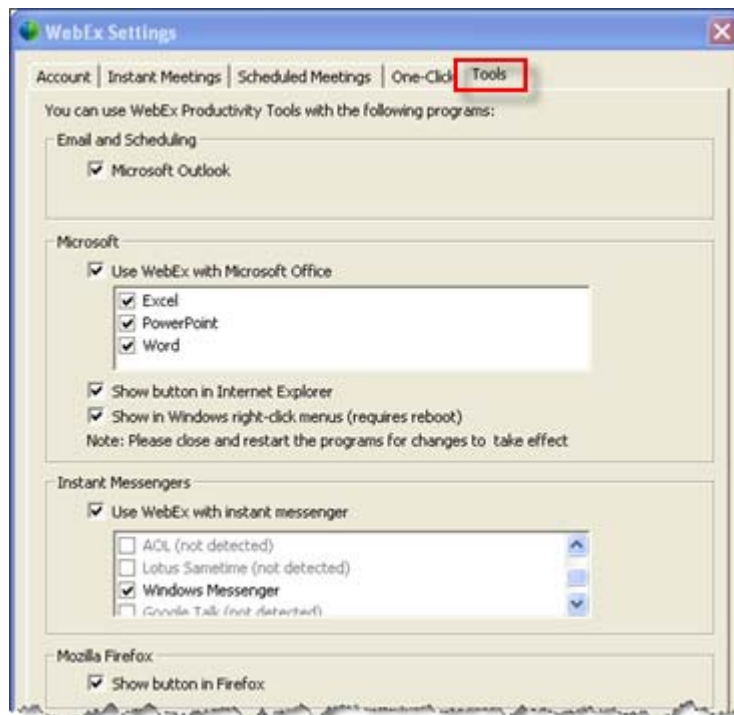 WebEx Settings
Account Instant Meetings Scheduled Meetings One-Click Tools
You can use WebEx Productivity Tools with the following programs:
Email and Scheduling
Microsoft Outlook
Microsoft
Use WebEx with Microsoft Office
Excel
PowerPoint
Word
Show button in Internet Explorer
Show in Windows right-click menus (requires reboot)
Note: Please close and restart the programs for changes to take effect
Instant Messengers
Use WebEx with instant messenger
AOL (not detected)
Lotus Sametime (not detected)
Windows Messenger
Google Talk (not detected)
Mozilla Firefox
Show button in Firefox